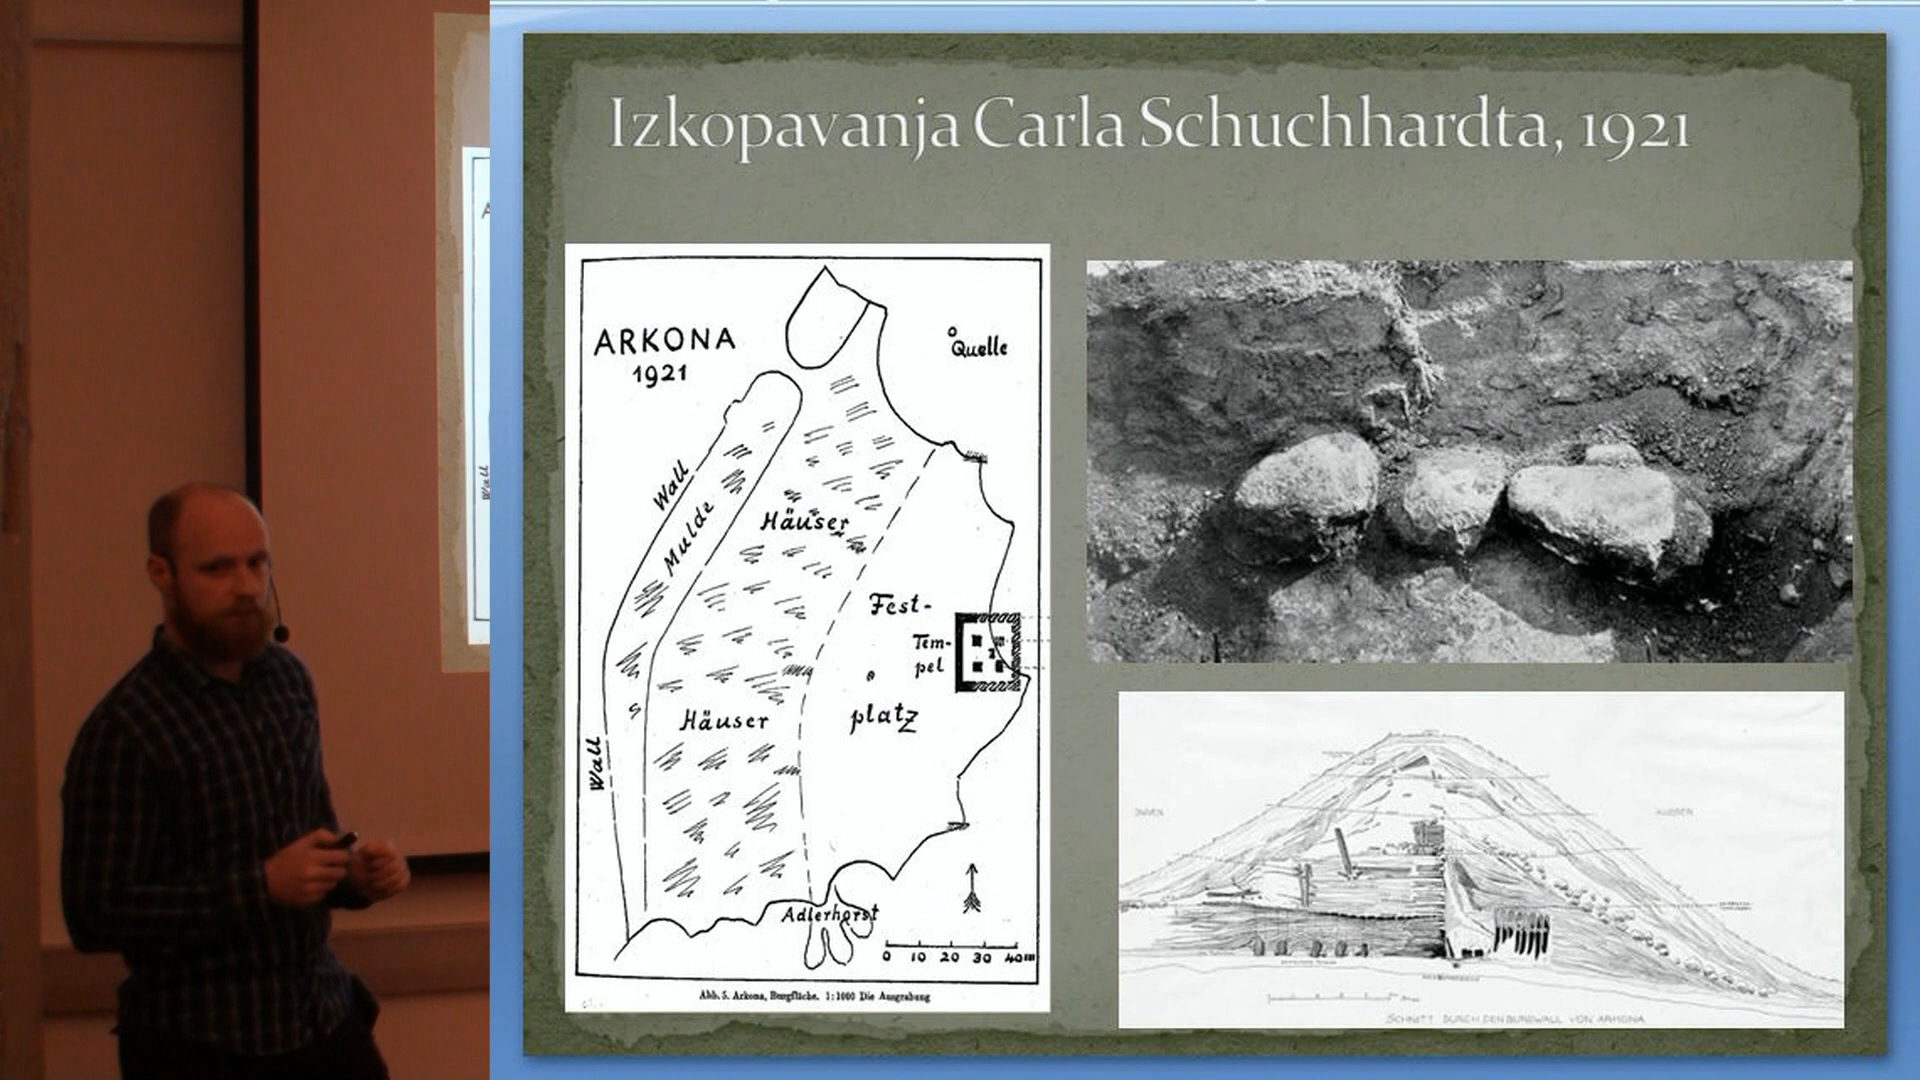 Izkopavanja Carla Schuchhardta, 1921
ARKONA
1921
Quelle
Wall
Mulde
Häuser
Fest-
Tem-
pel
platz
Häuser
Wall
Adlerhorst
0 10 20 30 40m
Abb. 5. Arkona, Burgfläche. 1:1000 Die Ausgrabung
INNEN
AUSSEN
SCHNITT DURCH DEN BURGWALL VON ARKONA
Wall